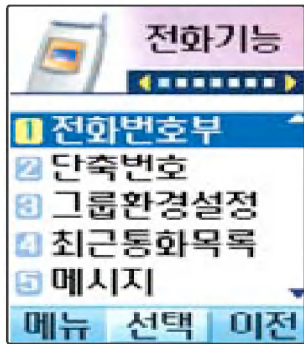 전화기능
1 전화번호부
2 단축번호
3 그룹환경설정
4 최근통화목록
5 메시지
메뉴 선택 이전